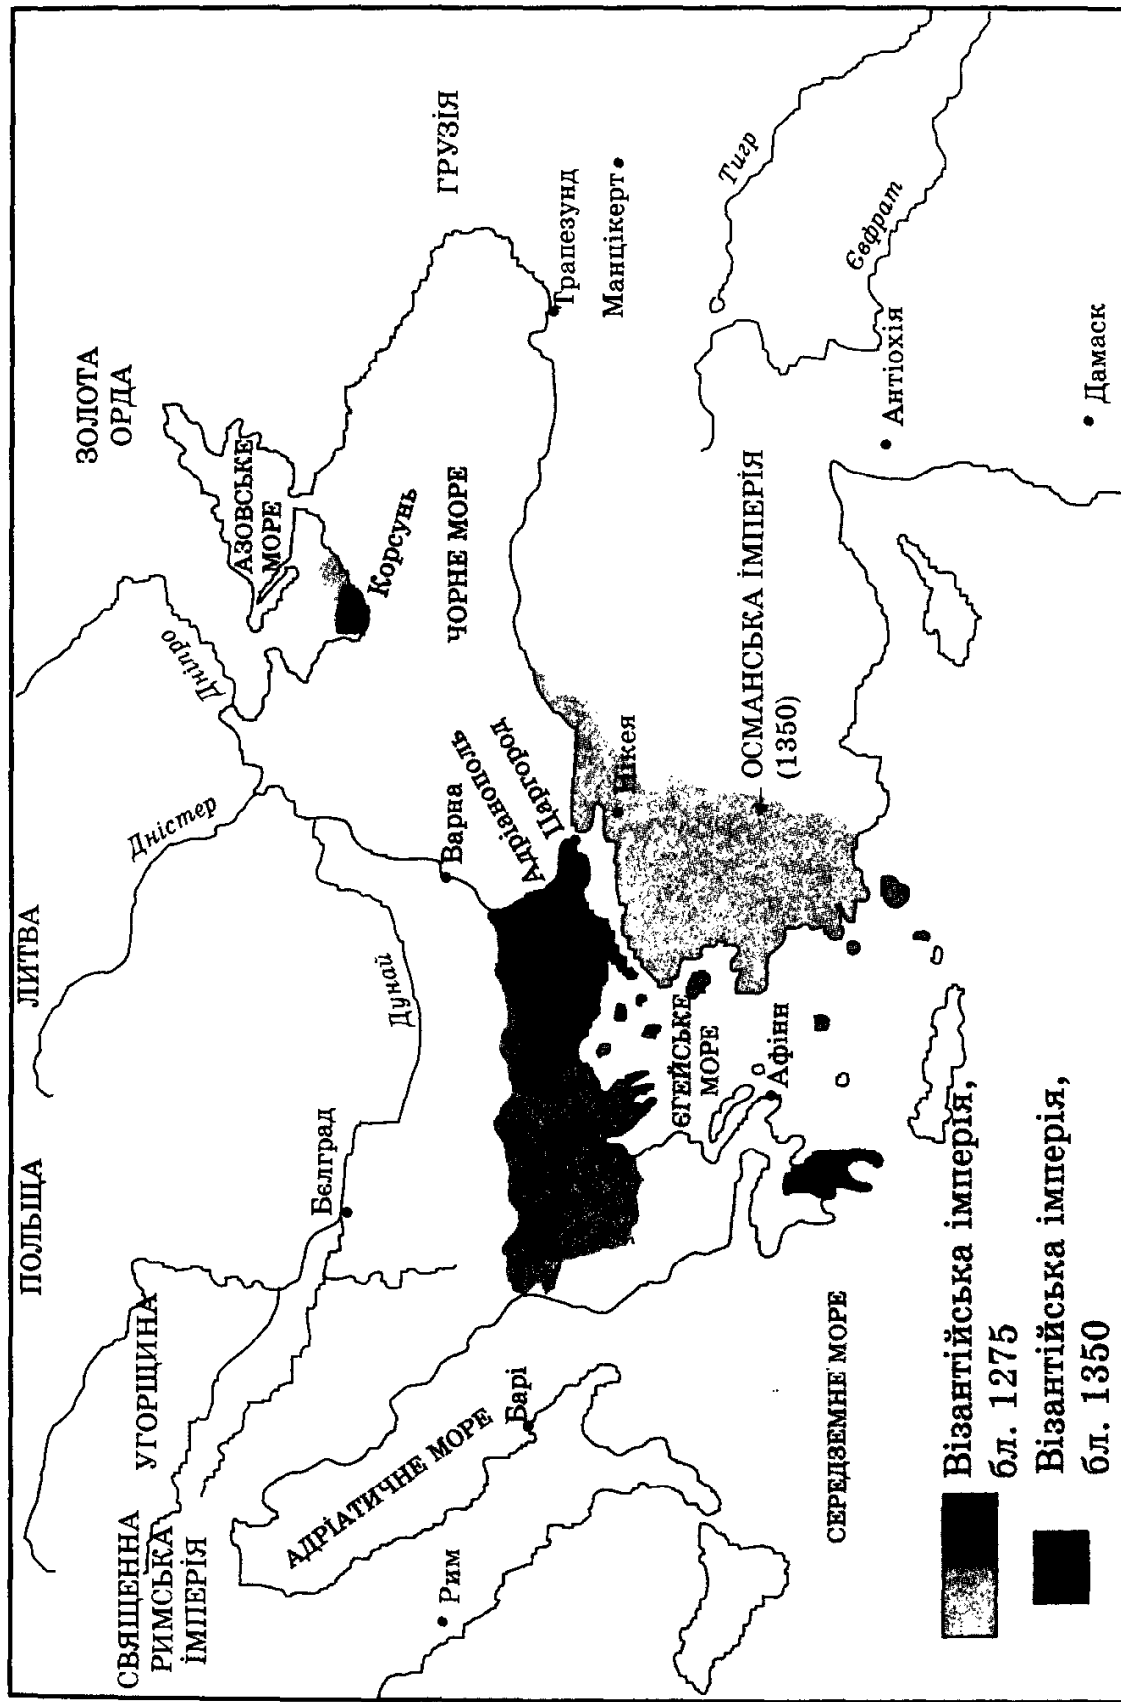 СВЯЩЕННА
РИМСЬКА
ІМПЕРІЯ
УГОРЩИНА
ПОЛЬЩА
ЛИТВА
ЗОЛОТА
ОРДА
ГРУЗІЯ
Дністер
Дніпро
Дунай
АЗОВСЬКЕ
МОРЕ
Корсунь
ЧОРНЕ МОРЕ
Бєлград
Варна
Адріанополь
Царгород
Нікея
Трапезунд
Манцікерт
Тигр
Євфрат
Антіохія
Дамаск
ОСМАНСЬКА ІМПЕРІЯ
(1350)
ЄГЕЙСЬКЕ
МОРЕ
Афінн
АДРІАТИЧНЕ МОРЕ
Барі
Рим
СЕРЕДЗЕМНЕ МОРЕ
Візантійська імперія,
бл. 1275
Візантійська імперія,
бл. 1350